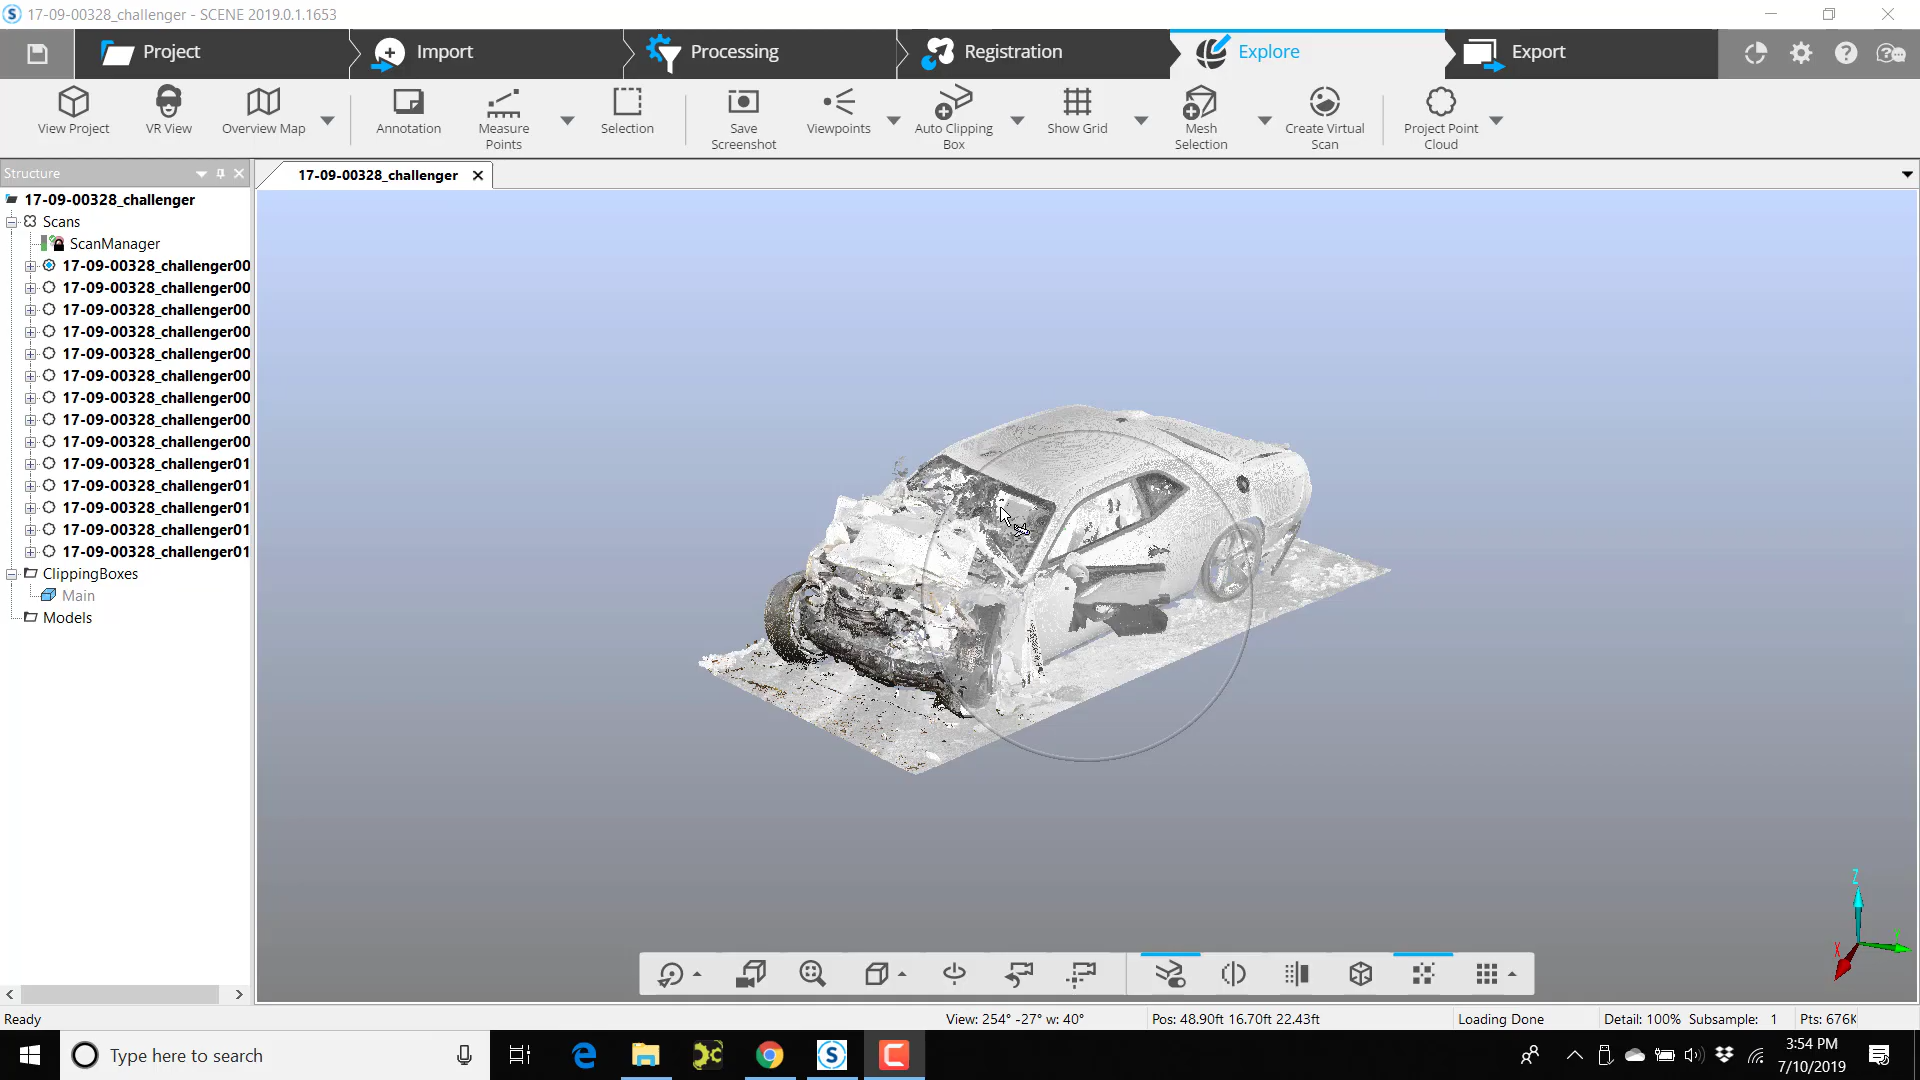 17-09-00328_challenger - SCENE 2019.0.1.1653
Project
Import
Processing
Registration
Explore
Export
View Project
VR View
Overview Map
Annotation
Measure
Points
Selection
Save
Screenshot
Viewpoints
Auto Clipping
Box
Show Grid
Mesh
Selection
Create Virtual
Scan
Project Point
Cloud
Structure
17-09-00328_challenger
17-09-00328_challenger
Scans
ScanManager
17-09-00328_challenger00
17-09-00328_challenger00
17-09-00328_challenger00
17-09-00328_challenger00
17-09-00328_challenger00
17-09-00328_challenger00
17-09-00328_challenger00
17-09-00328_challenger00
17-09-00328_challenger00
17-09-00328_challenger01
17-09-00328_challenger01
17-09-00328_challenger01
17-09-00328_challenger01
17-09-00328_challenger01
ClippingBoxes
Main
Models
Z
X
Y
Ready
View: 254° -27° w: 40°
Pos: 48.90ft 16.70ft 22.43ft
Loading Done
Detail: 100% Subsample: 1
Pts: 676K
Type here to search
3:54 PM
7/10/2019